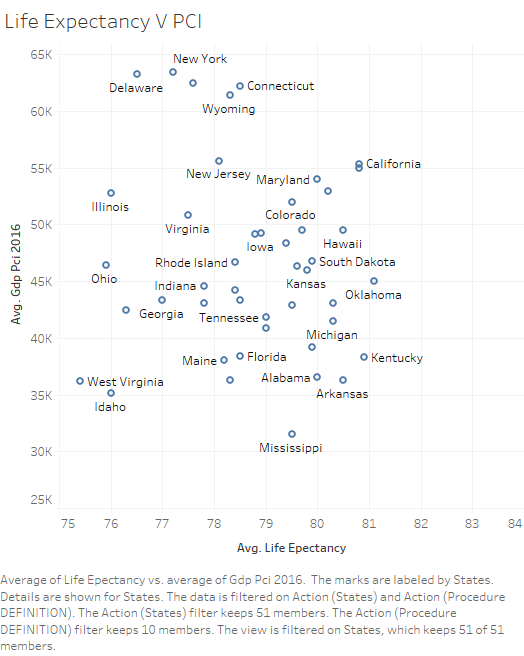 Life Expectancy V PCI
65K
New York
Delaware
Connecticut
60K
Wyoming
55K
New Jersey
Maryland
California
Illinois
Colorado
50K
Virginia
Iowa
Hawaii
Rhode Island
South Dakota
Ohio
45K
Indiana
Kansas
Oklahoma
Georgia
Tennessee
40K
Michigan
Maine
Florida
Kentucky
35K
West Virginia
Alabama
Idaho
Arkansas
30K
Mississippi
25K
Avg. Gdp Pci 2016
75 76 77 78 79 80 81 82 83 84
Avg. Life Epectancy
Average of Life Epectancy vs. average of Gdp Pci 2016. The marks are labeled by States.
Details are shown for States. The data is filtered on Action (States) and Action (Procedure
DEFINITION). The Action (States) filter keeps 51 members. The Action (Procedure
DEFINITION) filter keeps 10 members. The view is filtered on States, which keeps 51 of 51
members.